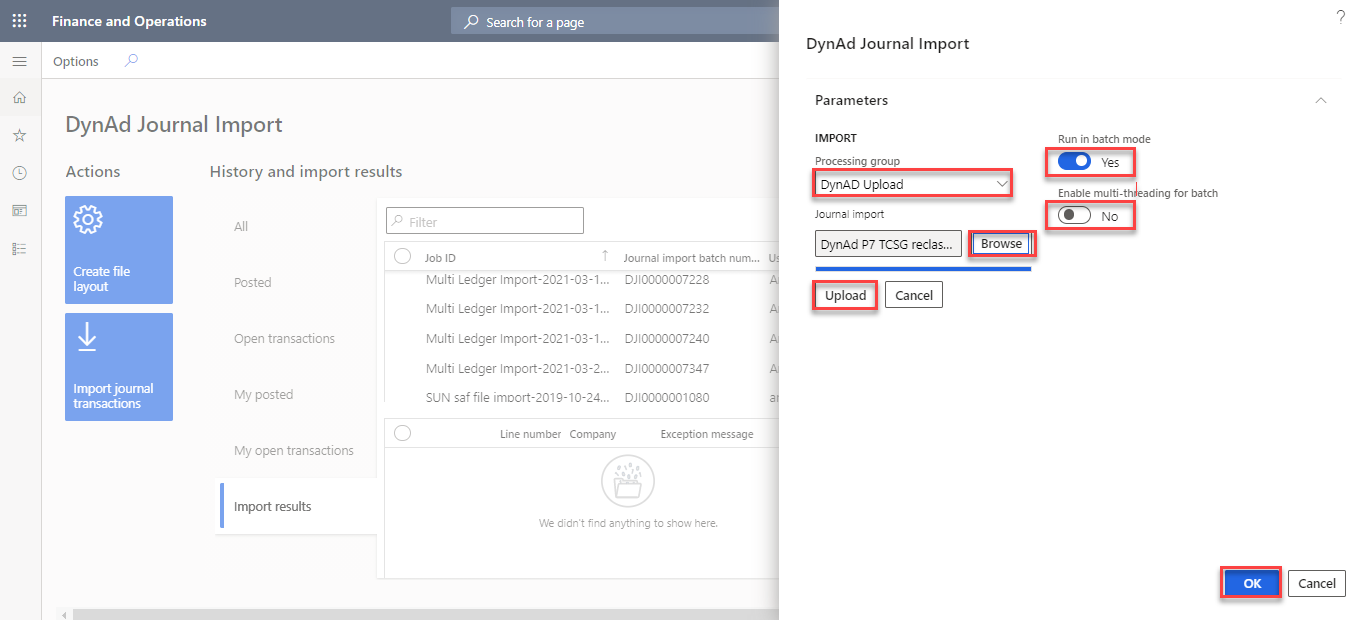 Finance and Operations
Search for a page
?
Options
DynAd Journal Import
Actions
Create file
layout
Import journal
transactions
History and import results
All
Posted
Open transactions
My posted
My open transactions
Import results
Filter
Job ID
Journal import batch num...
Us
Multi Ledger Import-2021-03-1...
DJI0000007228
Multi Ledger Import-2021-03-1...
DJI0000007232
Multi Ledger Import-2021-03-1...
DJI0000007240
Multi Ledger Import-2021-03-2...
DJI0000007347
SUN saf file import-2019-10-24...
DJI0000001080
Line number
Company
Exception message
We didn't find anything to show here.
DynAd Journal Import
Parameters
IMPORT
Processing group
DynAD Upload
Journal import
DynAd P7 TCSG reclas...
Browse
Upload
Cancel
Run in batch mode
Yes
Enable multi-threading for batch
No
OK
Cancel